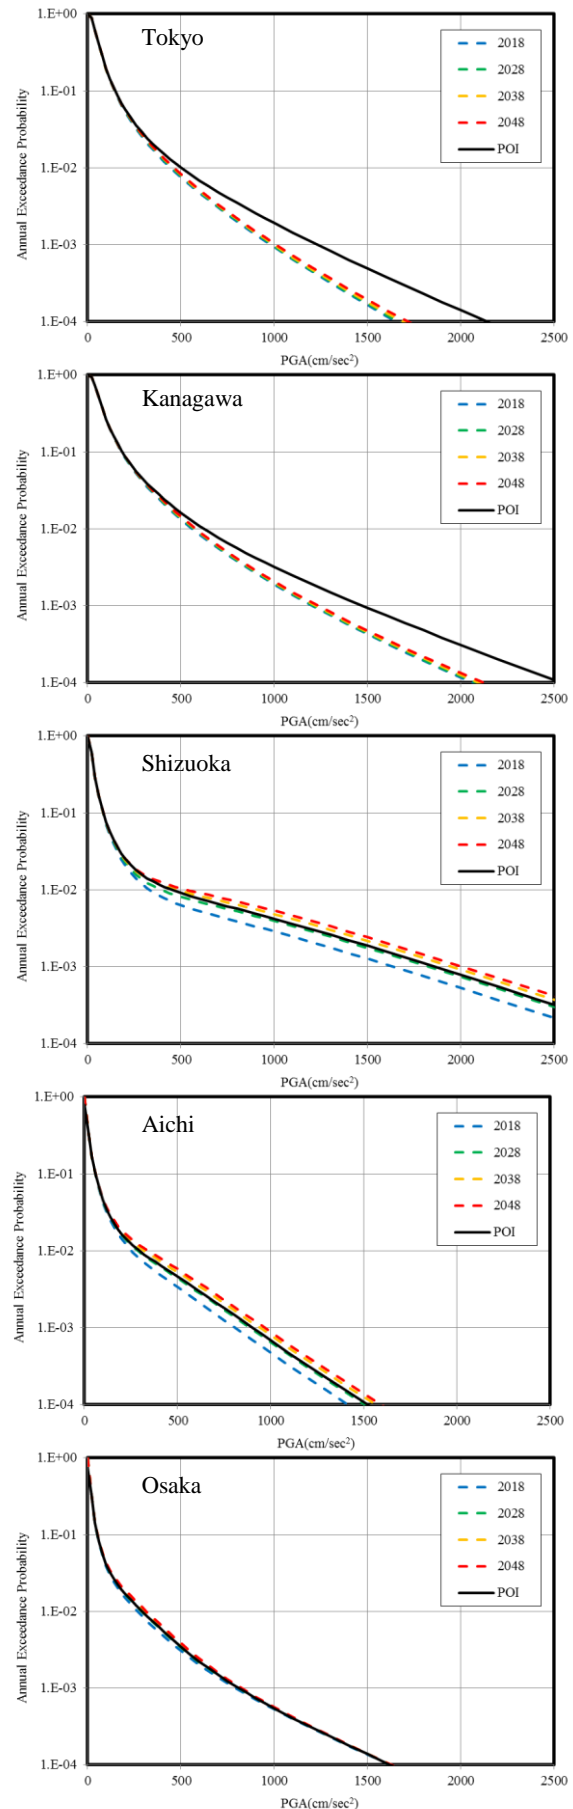 Tokyo
1.E+00
1.E-01
1.E-02
1.E-03
1.E-04
Annual Exceedance Probability
2018
2028
2038
2048
POI
0 500 1000 1500 2000 2500
PGA(cm/sec²)
Kanagawa
1.E+00
1.E-01
1.E-02
1.E-03
1.E-04
Annual Exceedance Probability
2018
2028
2038
2048
POI
0 500 1000 1500 2000 2500
PGA(cm/sec²)
Shizuoka
1.E+00
1.E-01
1.E-02
1.E-03
1.E-04
Annual Exceedance Probability
2018
2028
2038
2048
POI
0 500 1000 1500 2000 2500
PGA(cm/sec²)
Aichi
1.E+00
1.E-01
1.E-02
1.E-03
1.E-04
Annual Exceedance Probability
2018
2028
2038
2048
POI
0 500 1000 1500 2000 2500
PGA(cm/sec²)
Osaka
1.E+00
1.E-01
1.E-02
1.E-03
1.E-04
Annual Exceedance Probability
2018
2028
2038
2048
POI
0 500 1000 1500 2000 2500
PGA(cm/sec²)